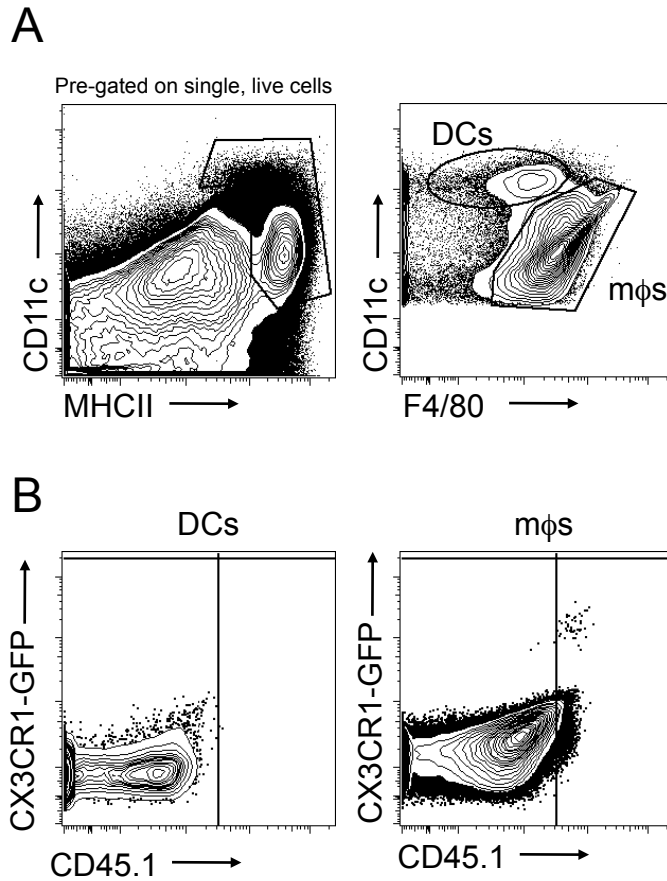 A
Pre-gated on single, live cells
CD11c
MHCII
DCs
mϕs
CD11c
F4/80
B
DCs
CX3CR1-GFP
CD45.1
mϕs
CX3CR1-GFP
CD45.1